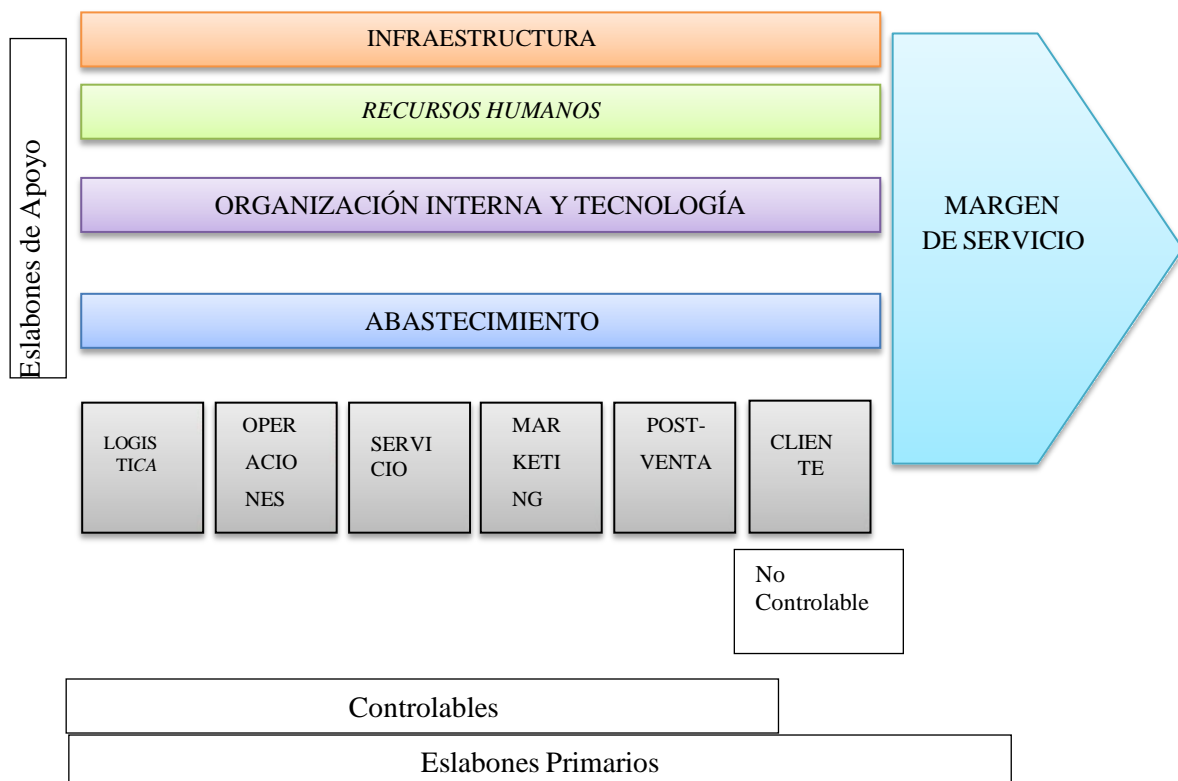 INFRAESTRUCTURA
RECURSOS HUMANOS
ORGANIZACIÓN INTERNA Y TECNOLOGÍA
ABASTECIMIENTO
Eslabones de Apoyo
MARGEN
DE SERVICIO
LOGIS
TICA
OPER
ACIO
NES
SERVI
CIO
MAR
KETI
NG
POST-
VENTA
CLIEN
TE
No
Controlable
Controlables
Eslabones Primarios